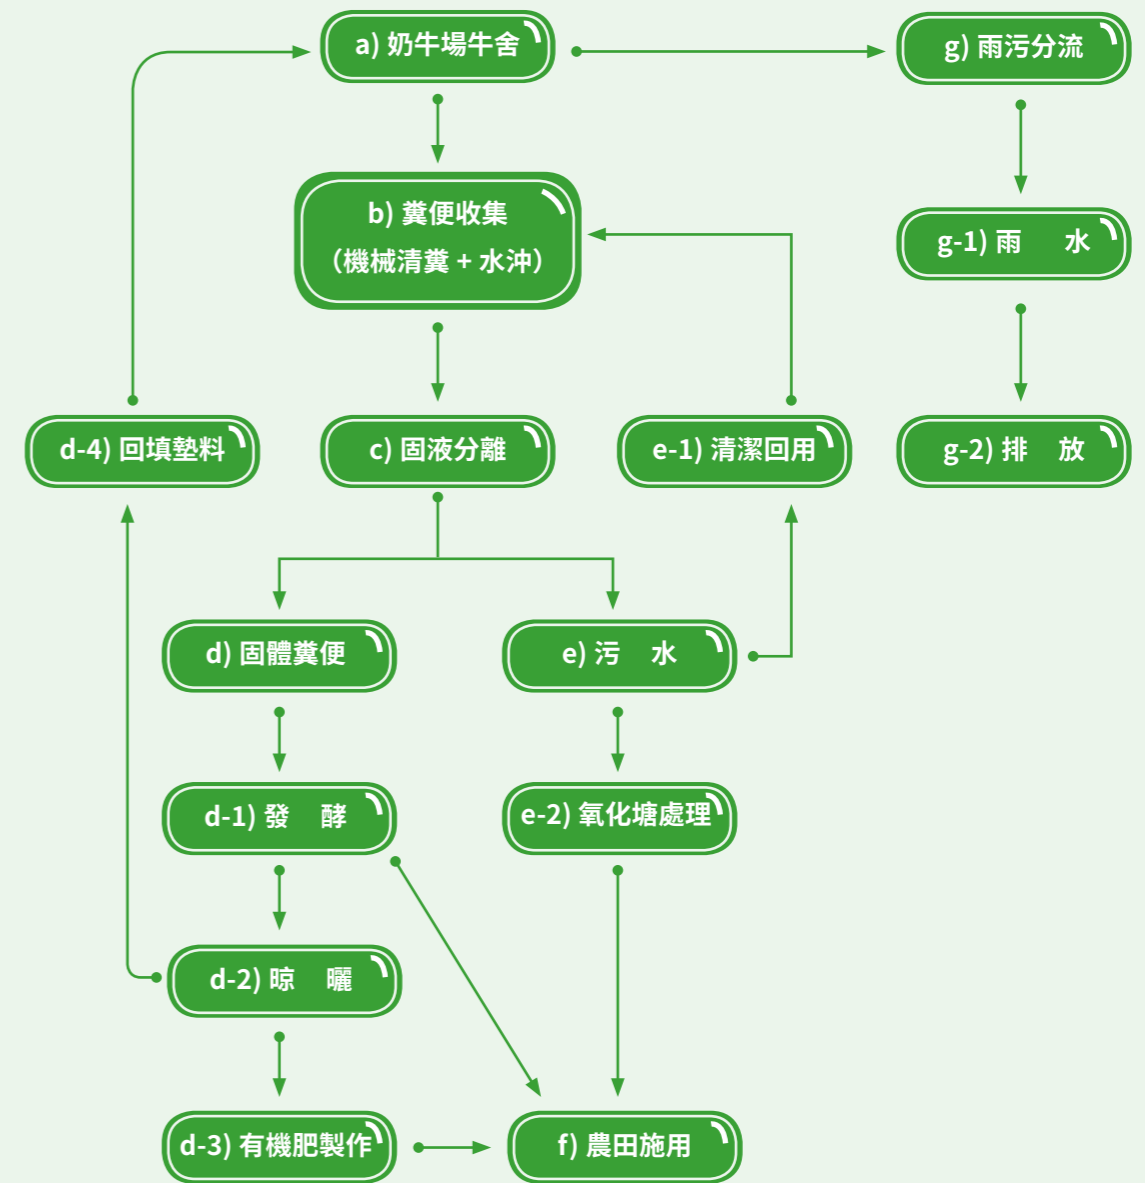 a) 奶牛場牛舍
g) 雨污分流
b) 糞便收集
（機械清糞 + 水沖）
g-1) 雨 水
d-4) 回填墊料
c) 固液分離
e-1) 清潔回用
g-2) 排 放
d) 固體糞便
e) 污 水
d-1) 發 酵
e-2) 氧化塘處理
d-2) 晾 曬
d-3) 有機肥製作
f) 農田施用